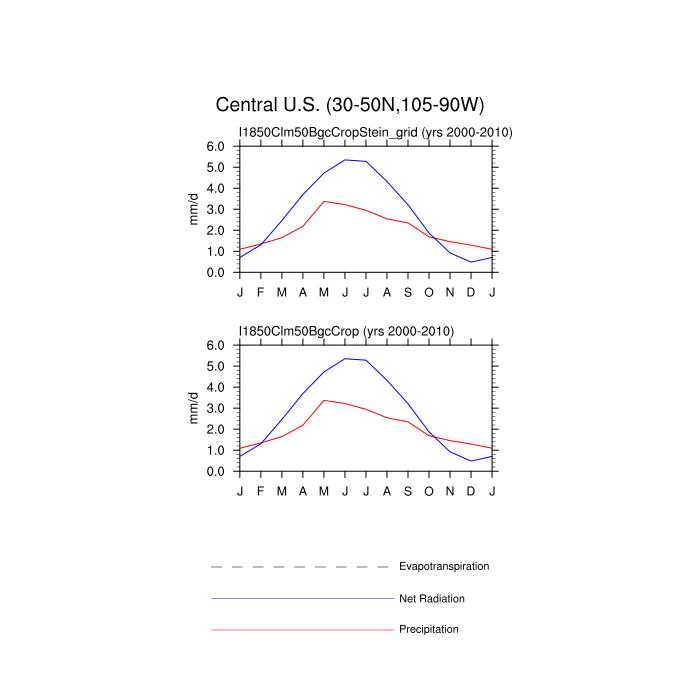 Central U.S. (30-50N,105-90W)
I1850Clm50BgcCropStein_grid (yrs 2000-2010)
6.0
5.0
4.0
3.0
2.0
1.0
0.0
mm/d
J F M A M J J A S O N D J
I1850Clm50BgcCrop (yrs 2000-2010)
6.0
5.0
4.0
3.0
2.0
1.0
0.0
mm/d
J F M A M J J A S O N D J
Evapotranspiration
Net Radiation
Precipitation